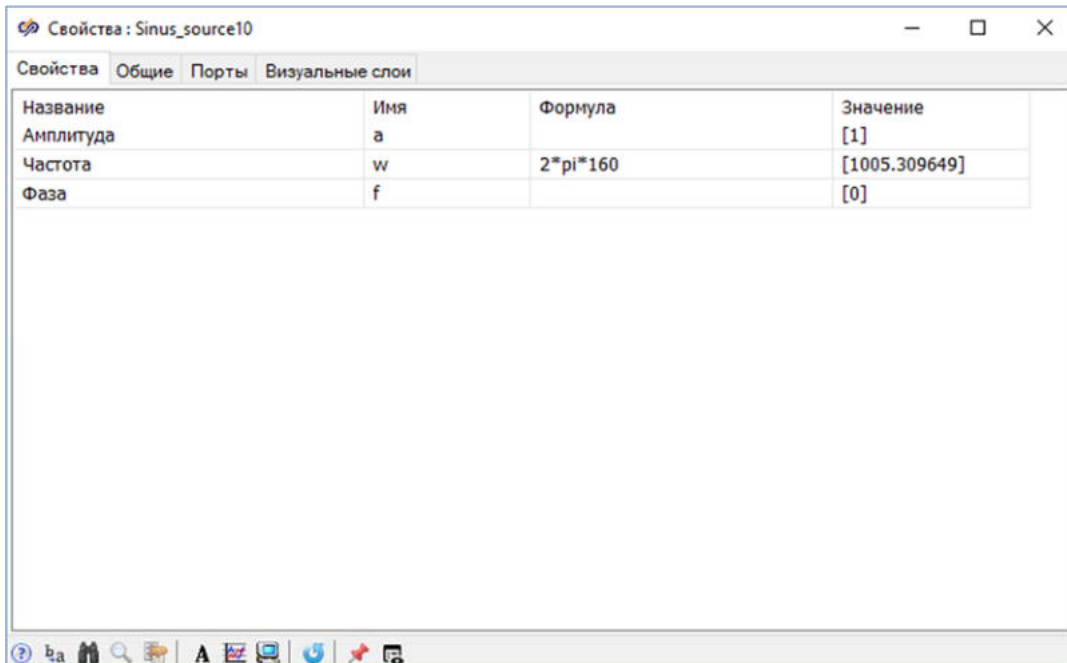 Свойства : Sinus_source10
Свойства Общие Порты Визуальные слои
Название Имя Формула Значение
Амплитуда a [1]
Частота w 2*pi*160 [1005.309649]
Фаза f [0]